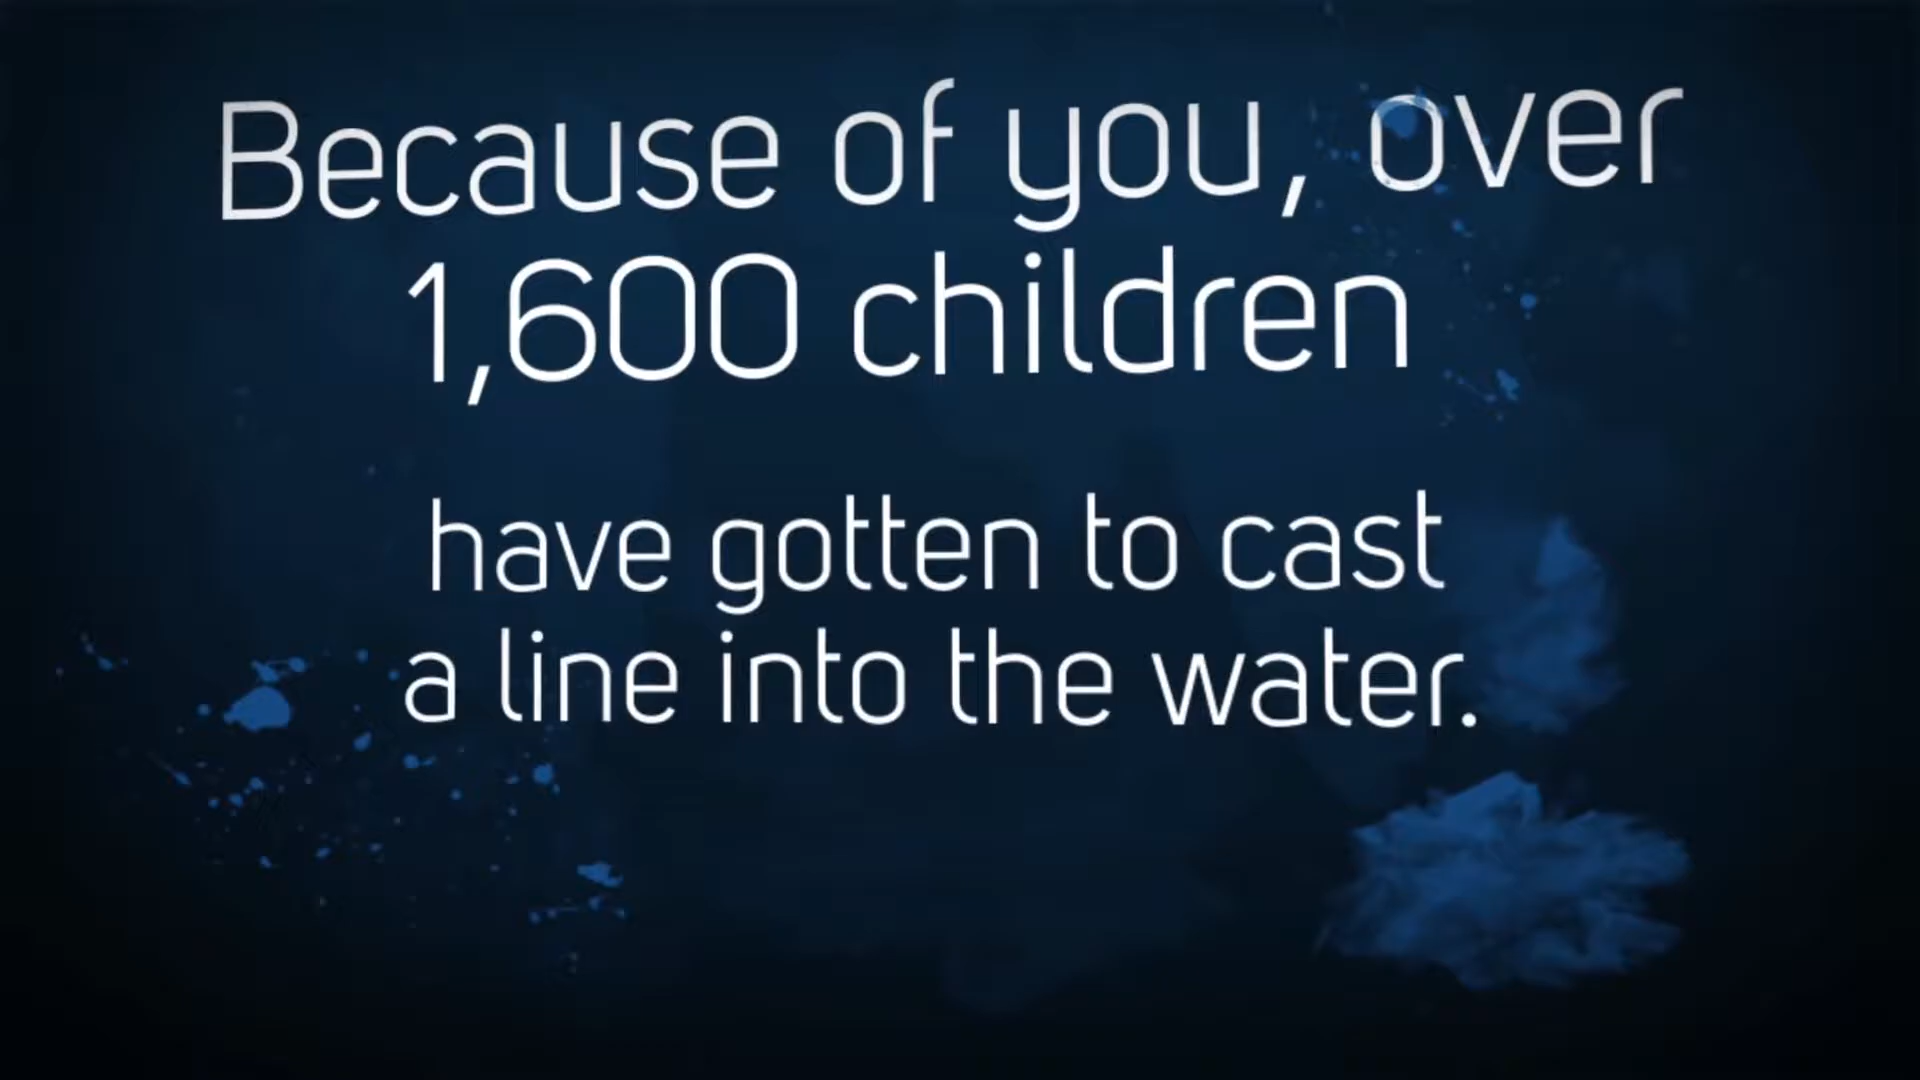 Because of you, over
1,600 children
have gotten to cast
a line into the water.